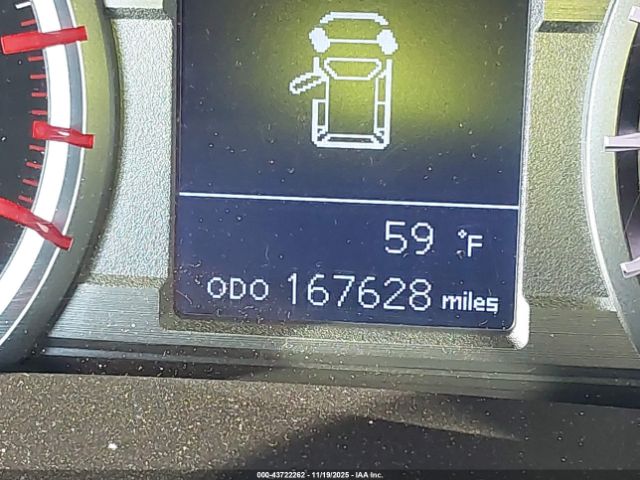 59 °F
ODO 167628 miles
000-43722262 - 11/19/2025 - IAA Inc.